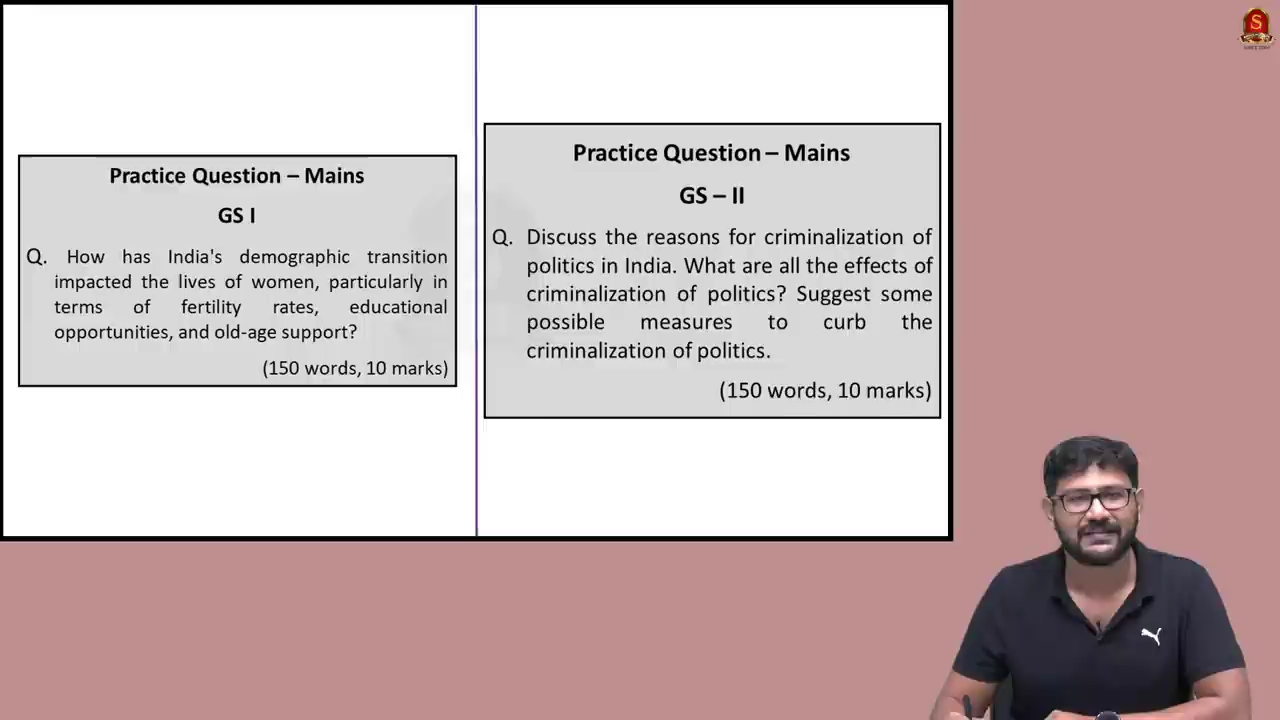 Practice Question – Mains
GS I
Q. How has India's demographic transition
impacted the lives of women, particularly in
terms of fertility rates, educational
opportunities, and old-age support?
(150 words, 10 marks)
Practice Question – Mains
GS – II
Q. Discuss the reasons for criminalization of
politics in India. What are all the effects of
criminalization of politics? Suggest some
possible measures to curb the
criminalization of politics.
(150 words, 10 marks)
S